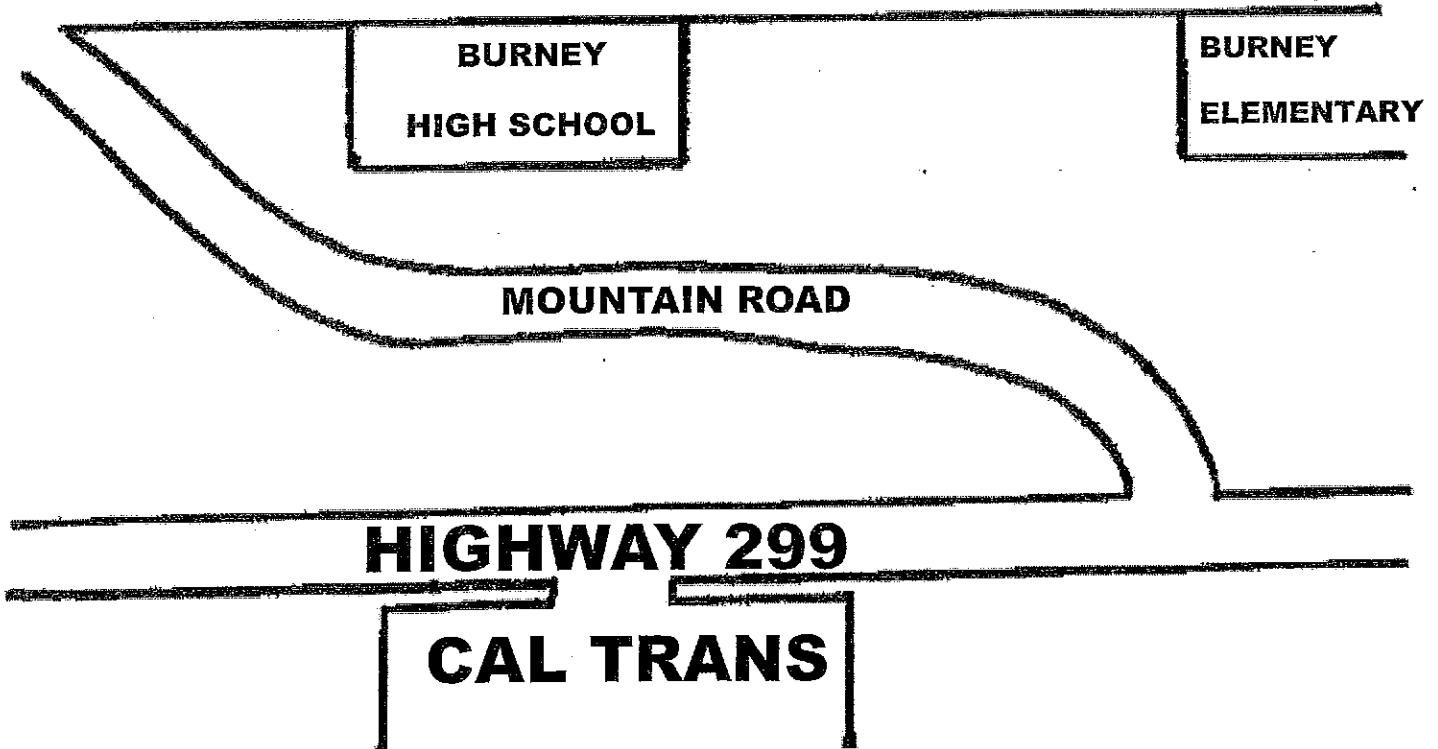 BURNEY
HIGH SCHOOL
BURNEY
ELEMENTARY
MOUNTAIN ROAD
HIGHWAY 299
CAL TRANS